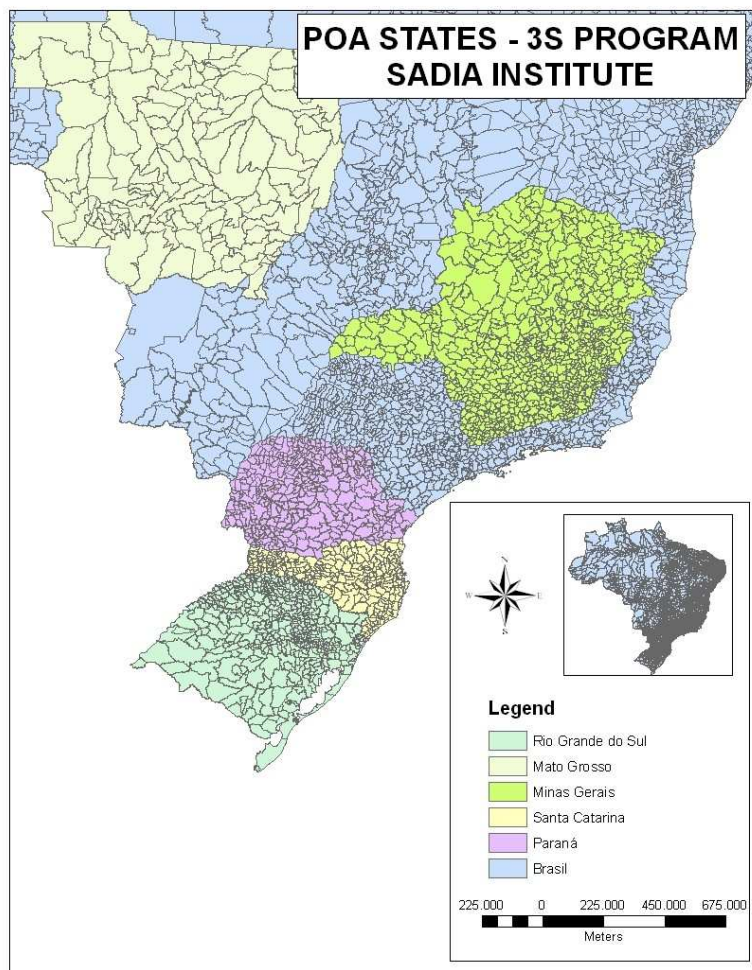 POA STATES - 3S PROGRAM
SADIA INSTITUTE
N
W E
S
Legend
Rio Grande do Sul
Mato Grosso
Minas Gerais
Santa Catarina
Paraná
Brasil
225.000 0 225.000 450.000 675.000
Meters